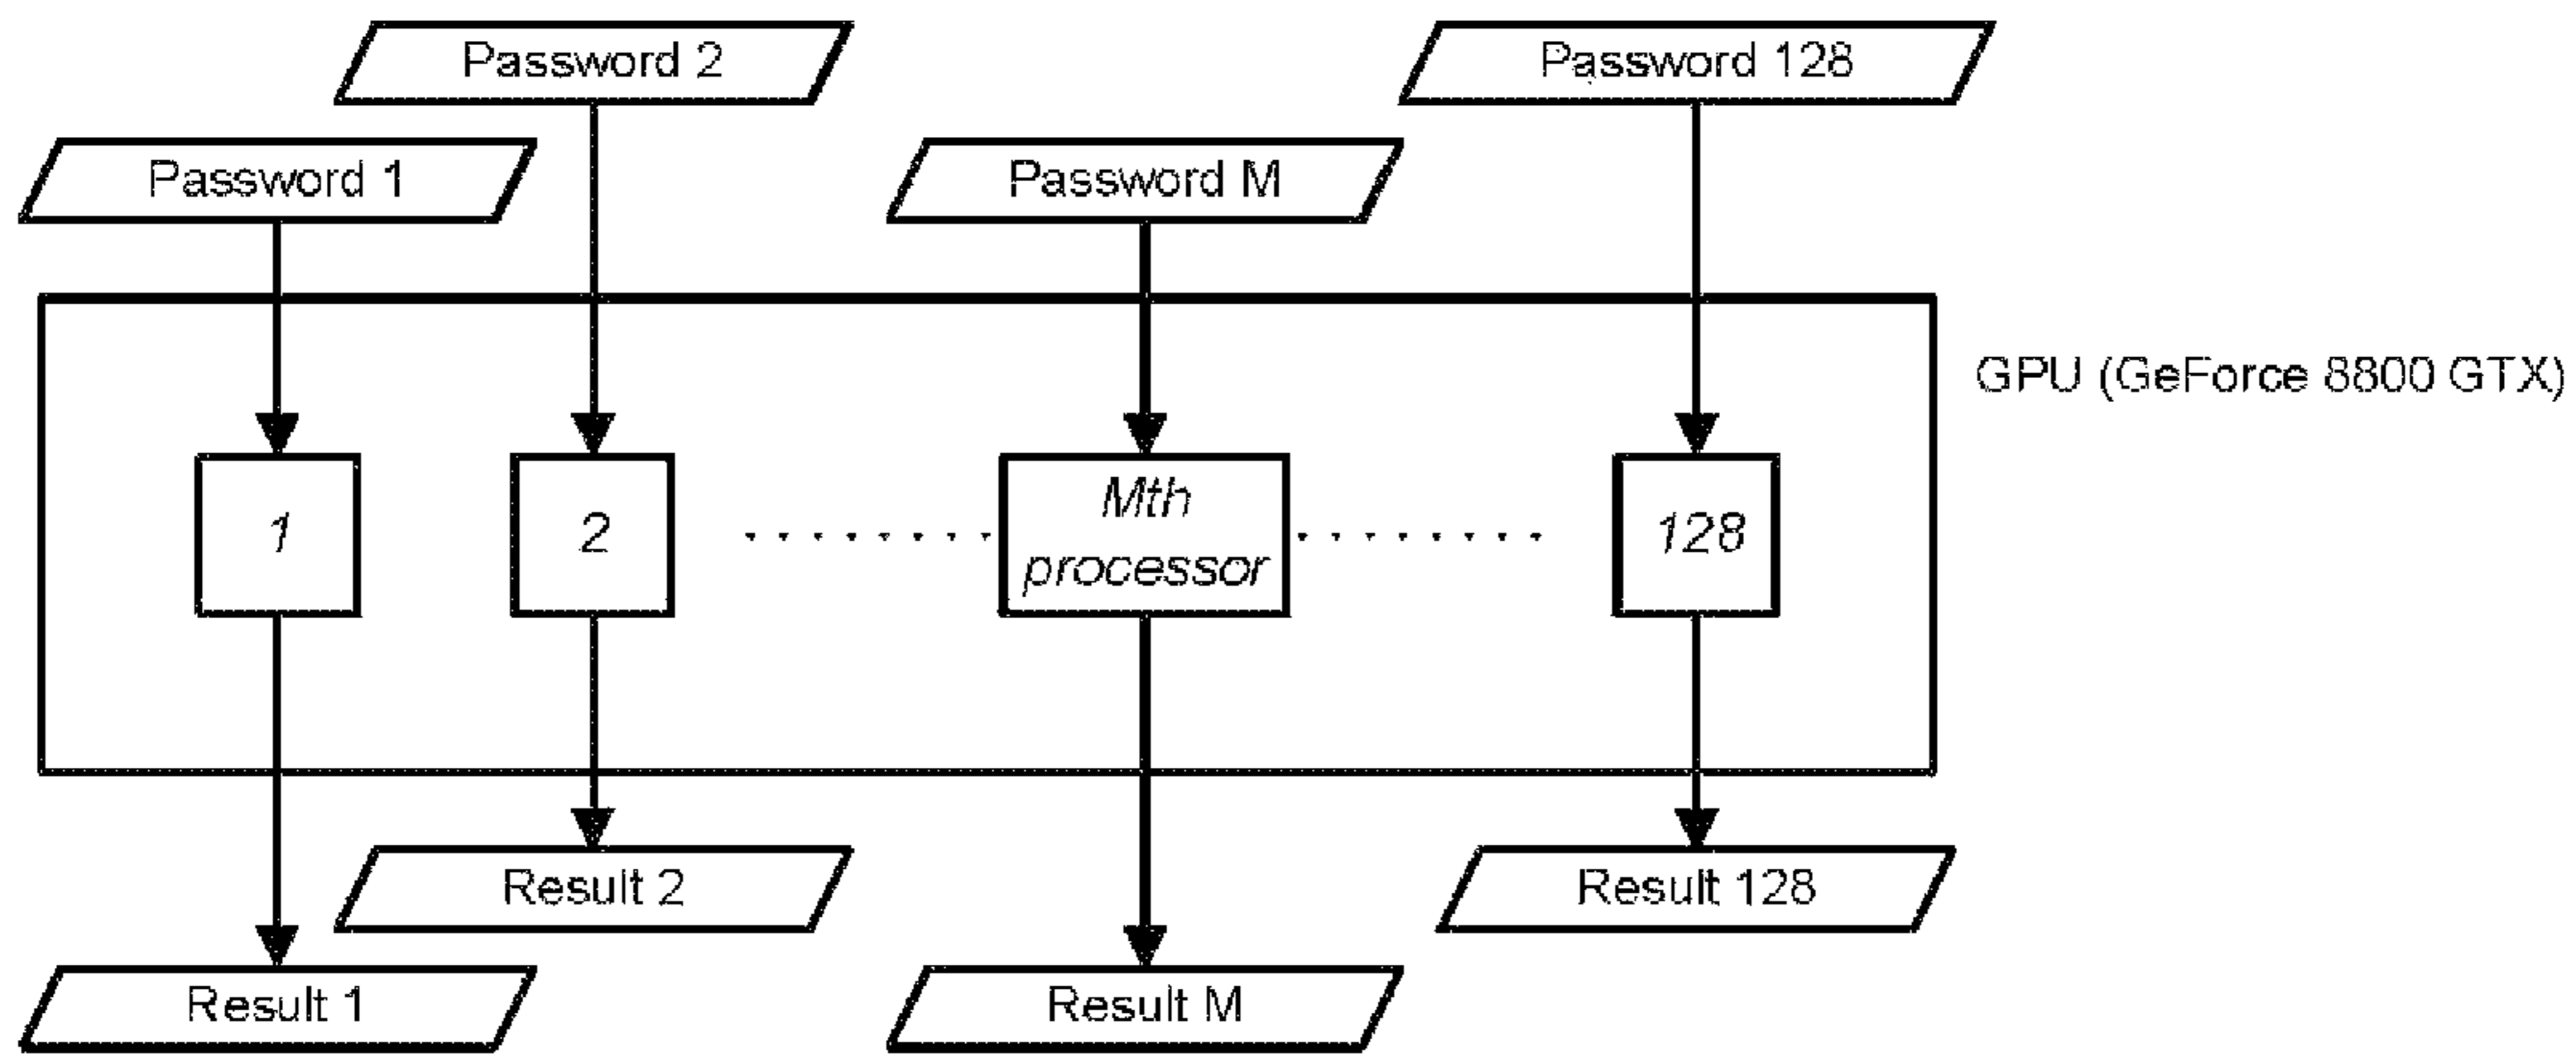 Password 2
Password 128
Password 1
Password M
GPU (GeForce 8800 GTX)
1
2
Mth
processor
128
Result 2
Result 128
Result 1
Result M